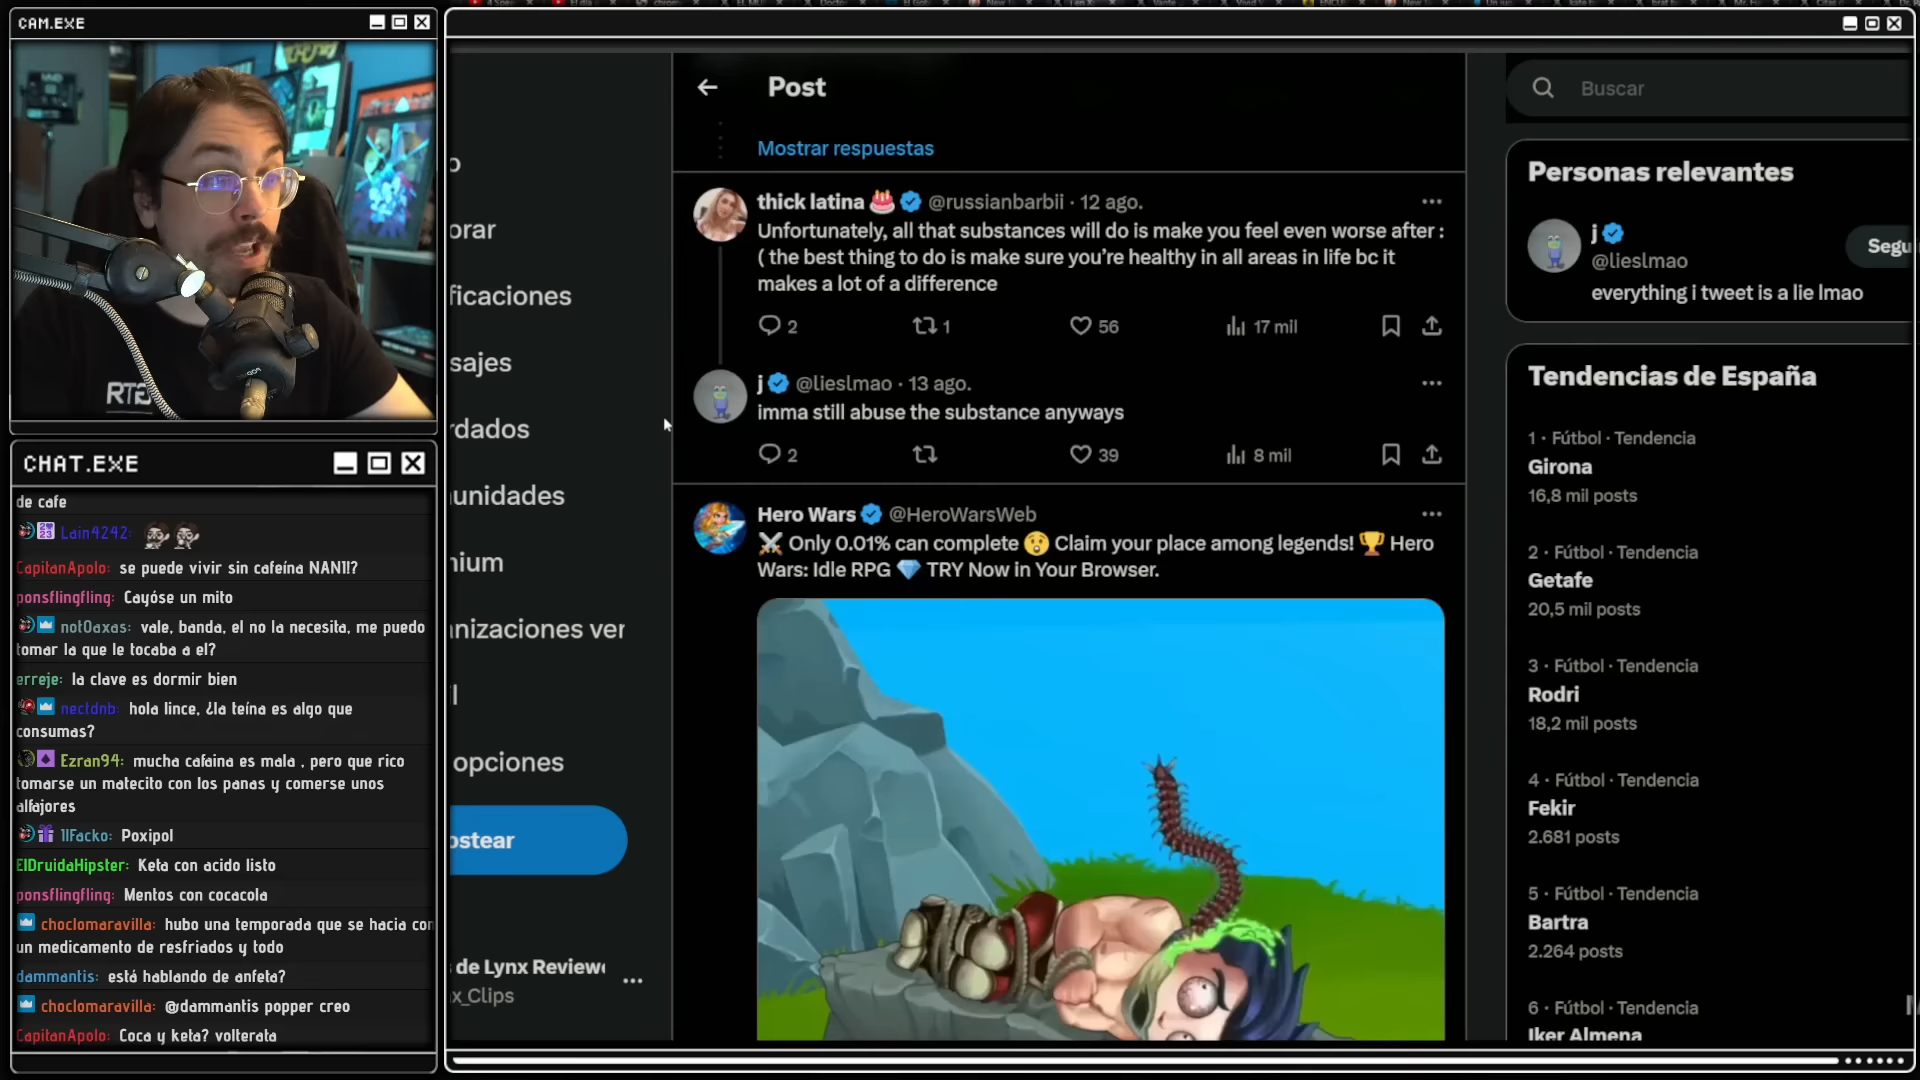 CAM.EXE
CHAT.EXE
de cafe
Lain4242:
CapitanApolo: se puede vivir sin cafeína NAN1!?
ponsflingfling: Cayóse un mito
not0axas: vale, banda, el no la necesita, me puedo
tomar la que le tocaba a el?
erreje: la clave es dormir bien
nectdnb: hola lince, ¿la teína es algo que
consumas?
Ezran94: mucha cafaina es mala , pero que rico
tomarse un matecito con los panas y comerse unos
alfajores
11Facko: Poxipol
ElDruidaHipster: Keta con acido listo
ponsflingfling: Mentos con cocacola
choclomaravilla: hubo una temporada que se hacia con
un medicamento de resfriados y todo
dammantis: está hablando de anfeta?
choclomaravilla: @dammantis popper creo
CapitanApolo: Coca y keta? volterata
o
orar
ficaciones
sajes
rdados
unidades
nium
nizaciones ver
il
opciones
ostear
de Lynx Reviewe
x_Clips
Post
Mostrar respuestas
thick latina @russianbarbii · 12 ago.
Unfortunately, all that substances will do is make you feel even worse after :
( the best thing to do is make sure you're healthy in all areas in life bc it
makes a lot of a difference
2 1 56 17 mil
j @lieslmao · 13 ago.
imma still abuse the substance anyways
2 39 8 mil
Hero Wars @HeroWarsWeb
Only 0.01% can complete Claim your place among legends! Hero
Wars: Idle RPG TRY Now in Your Browser.
Buscar
Personas relevantes
j
@lieslmao
Segu
everything i tweet is a lie lmao
Tendencias de España
1 · Fútbol · Tendencia
Girona
16,8 mil posts
2 · Fútbol · Tendencia
Getafe
20,5 mil posts
3 · Fútbol · Tendencia
Rodri
18,2 mil posts
4 · Fútbol · Tendencia
Fekir
2.681 posts
5 · Fútbol · Tendencia
Bartra
2.264 posts
6 · Fútbol · Tendencia
Iker Almena